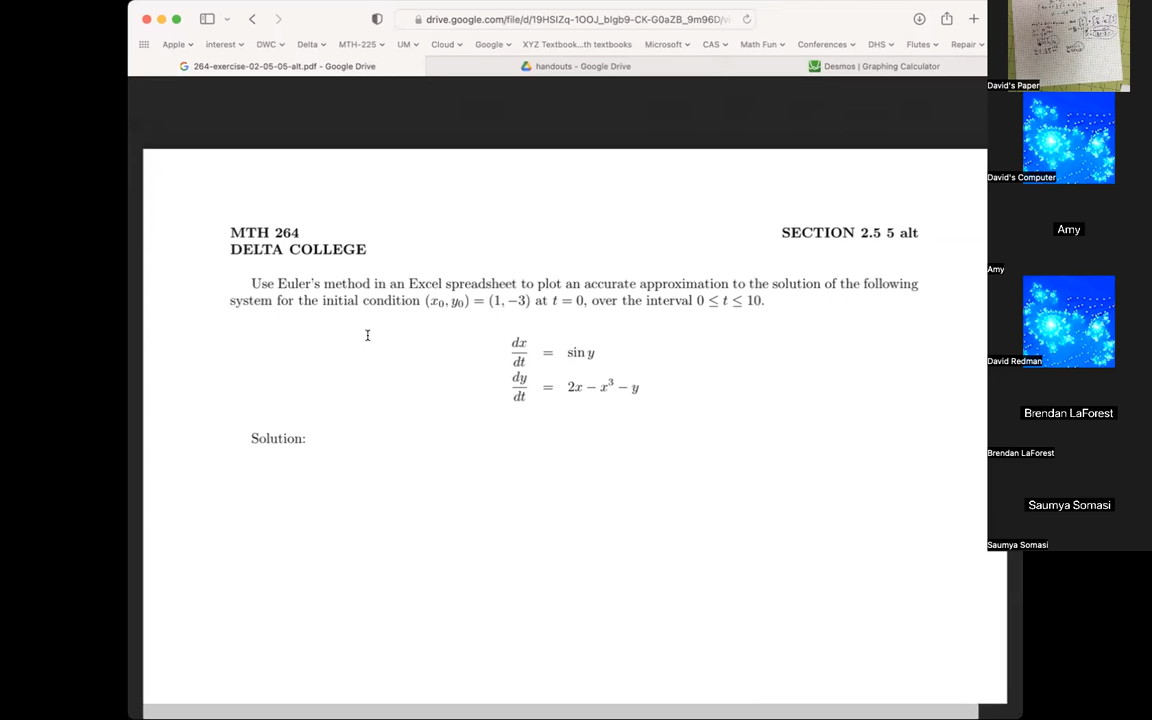 drive.google.com/file/d/19HSIZq-1OOJ_blgb9-CK-G0aZB_9m96D/vi
Apple interest DWC Delta MTH-225 UM Cloud Google XYZ Textbook...th textbooks Microsoft CAS Math Fun Conferences DHS Flutes Repair
264-exercise-02-05-05-alt.pdf - Google Drive
handouts - Google Drive
Desmos | Graphing Calculator
MTH 264
DELTA COLLEGE
SECTION 2.5 5 alt
Use Euler's method in an Excel spreadsheet to plot an accurate approximation to the solution of the following
system for the initial condition (x₀, y₀) = (1, −3) at t = 0, over the interval 0 ≤ t ≤ 10.
dx/dt = sin y
dy/dt = 2x − x³ − y
Solution:
David's Paper
David's Computer
Amy
Amy
David Redman
Brendan LaForest
Brendan LaForest
Saumya Somasi
Saumya Somasi